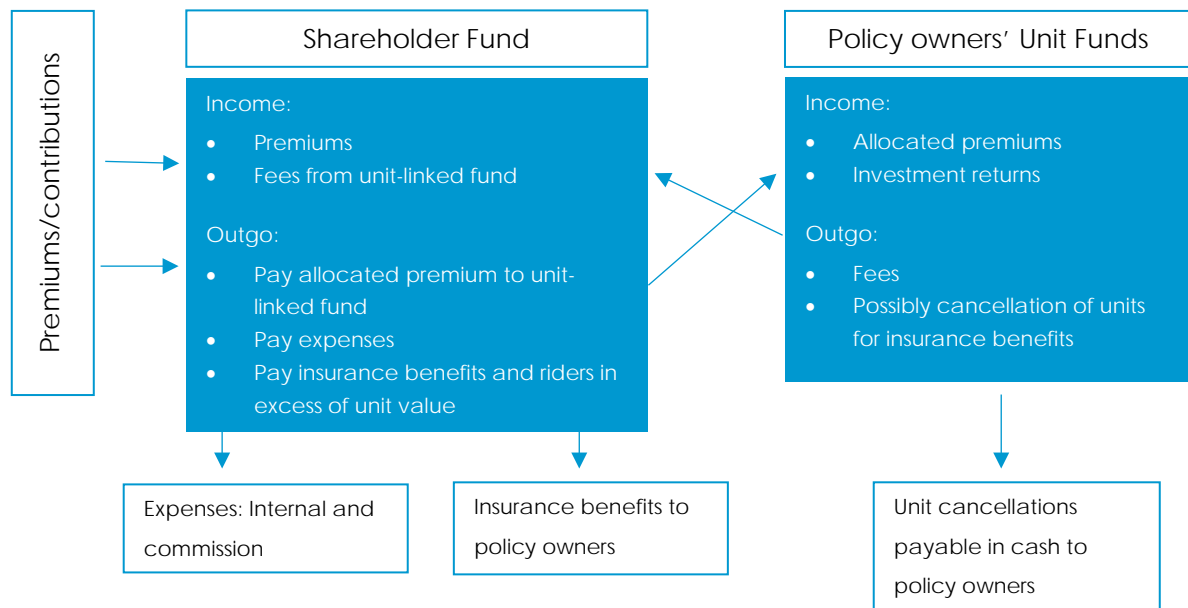 Premiums/contributions
Shareholder Fund
Income:
• Premiums
• Fees from unit-linked fund
Outgo:
• Pay allocated premium to unit-
linked fund
• Pay expenses
• Pay insurance benefits and riders in
excess of unit value
Policy owners’ Unit Funds
Income:
• Allocated premiums
• Investment returns
Outgo:
• Fees
• Possibly cancellation of units
for insurance benefits
Expenses: Internal and
commission
Insurance benefits to
policy owners
Unit cancellations
payable in cash to
policy owners